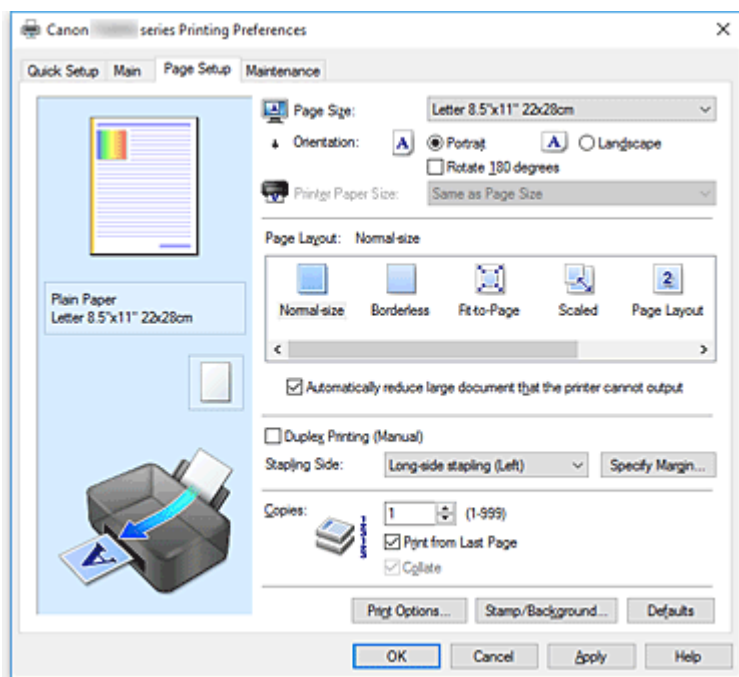 Canon series Printing Preferences
Quick Setup Main Page Setup Maintenance
Page Size: Letter 8.5"x11" 22x28cm
Orientation: A Portrait A Landscape
Rotate 180 degrees
Printer Paper Size: Same as Page Size
Page Layout: Normal-size
2
Normal-size Borderless Fit-to-Page Scaled Page Layout
Plain Paper
Letter 8.5"x11" 22x28cm
Automatically reduce large document that the printer cannot output
Duplex Printing (Manual)
Stapling Side: Long-side stapling (Left) Specify Margin...
Copies: 1 (1-999)
Print from Last Page
Collate
A
Print Options... Stamp/Background... Defaults
OK Cancel Apply Help